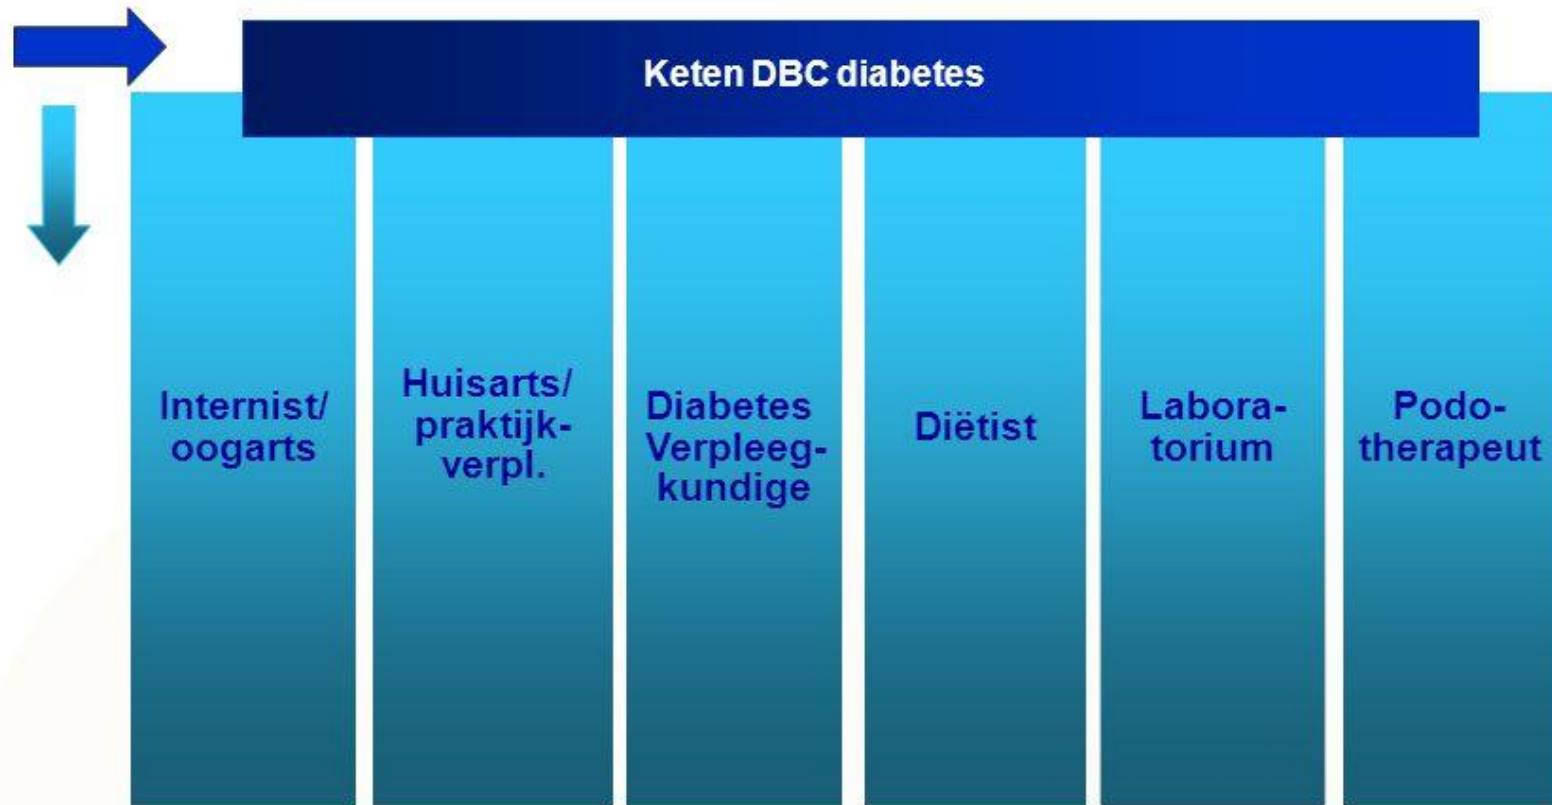 Keten DBC diabetes
Internist/
oogarts
Huisarts/
praktijk-
verpl.
Diabetes
Verpleeg-
kundige
Diëtist
Labora-
torium
Podo-
therapeut